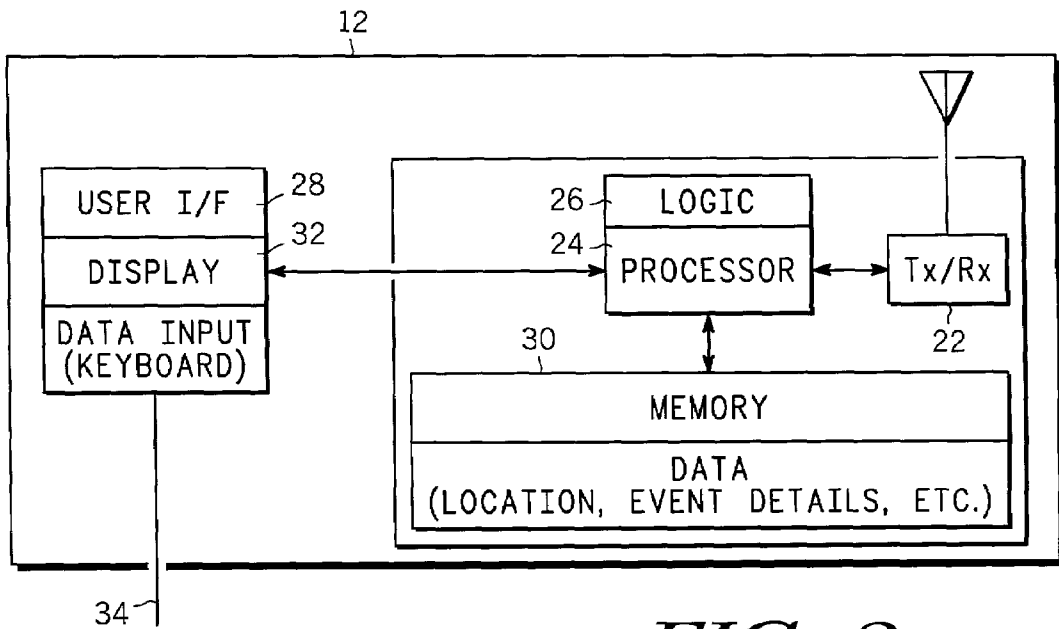 12
USER I/F
28
32
DISPLAY
DATA INPUT
(KEYBOARD)
34
26
LOGIC
24
PROCESSOR
Tx/Rx
22
30
MEMORY
DATA
(LOCATION, EVENT DETAILS, ETC.)